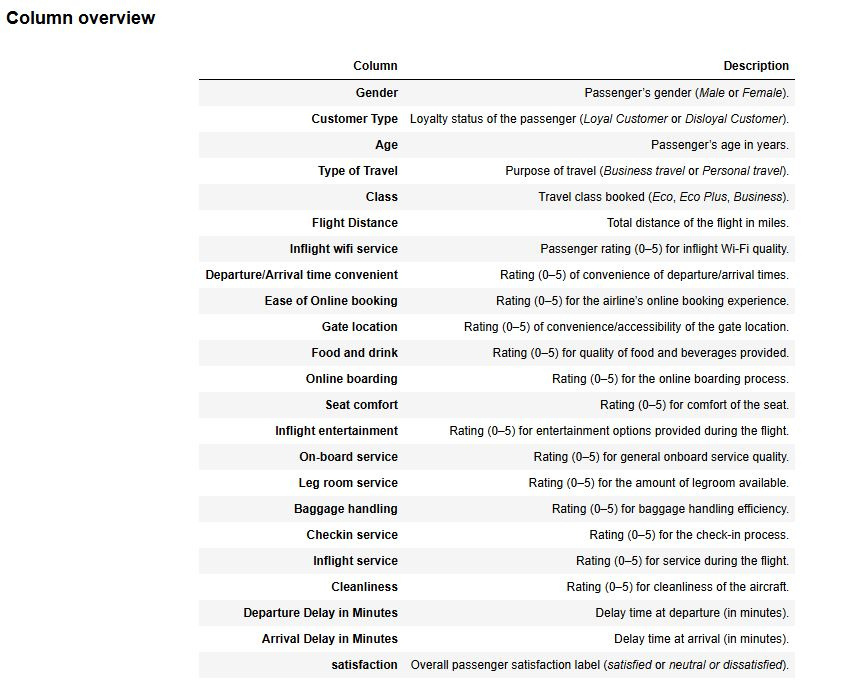 Column overview
Column Description
Gender Passenger's gender (Male or Female).
Customer Type Loyalty status of the passenger (Loyal Customer or Disloyal Customer).
Age Passenger's age in years.
Type of Travel Purpose of travel (Business travel or Personal travel).
Class Travel class booked (Eco, Eco Plus, Business).
Flight Distance Total distance of the flight in miles.
Inflight wifi service Passenger rating (0–5) for inflight Wi-Fi quality.
Departure/Arrival time convenient Rating (0–5) of convenience of departure/arrival times.
Ease of Online booking Rating (0–5) for the airline's online booking experience.
Gate location Rating (0–5) of convenience/accessibility of the gate location.
Food and drink Rating (0–5) for quality of food and beverages provided.
Online boarding Rating (0–5) for the online boarding process.
Seat comfort Rating (0–5) for comfort of the seat.
Inflight entertainment Rating (0–5) for entertainment options provided during the flight.
On-board service Rating (0–5) for general onboard service quality.
Leg room service Rating (0–5) for the amount of legroom available.
Baggage handling Rating (0–5) for baggage handling efficiency.
Checkin service Rating (0–5) for the check-in process.
Inflight service Rating (0–5) for service during the flight.
Cleanliness Rating (0–5) for cleanliness of the aircraft.
Departure Delay in Minutes Delay time at departure (in minutes).
Arrival Delay in Minutes Delay time at arrival (in minutes).
satisfaction Overall passenger satisfaction label (satisfied or neutral or dissatisfied).